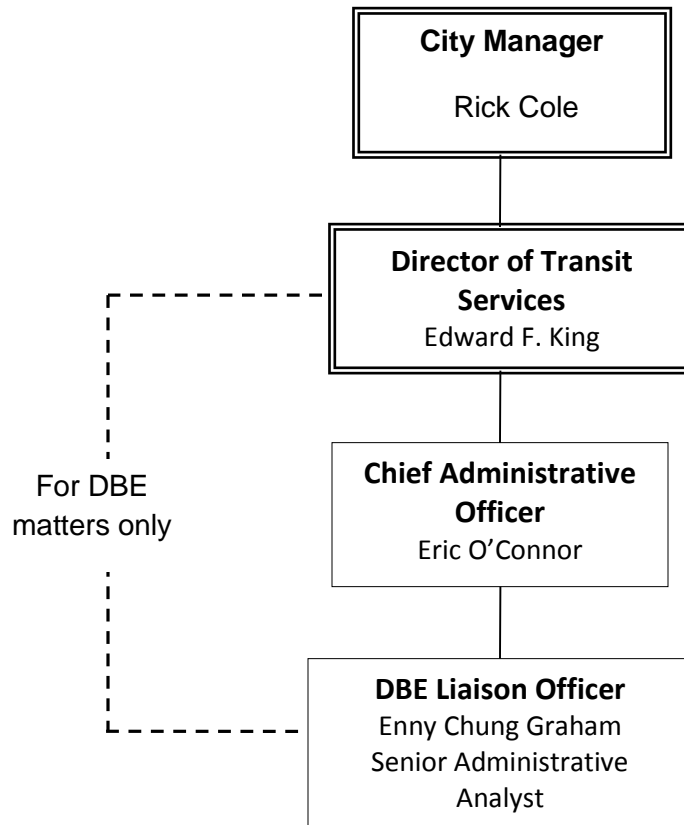 City Manager
Rick Cole
Director of Transit
Services
Edward F. King
For DBE
matters only
Chief Administrative
Officer
Eric O’Connor
DBE Liaison Officer
Enny Chung Graham
Senior Administrative
Analyst